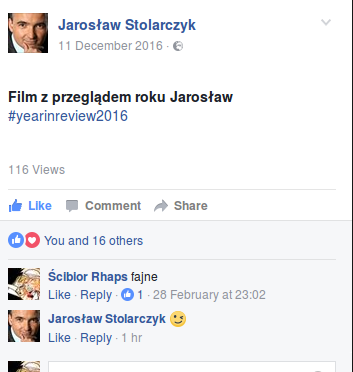 Jarosław Stolarczyk
11 December 2016 ·
Film z przeglądem roku Jarosław
#yearinreview2016
116 Views
Like Comment Share
You and 16 others
Ścibior Rhaps fajne
Like · Reply · 1 · 28 February at 23:02
Jarosław Stolarczyk
Like · Reply · 1 hr